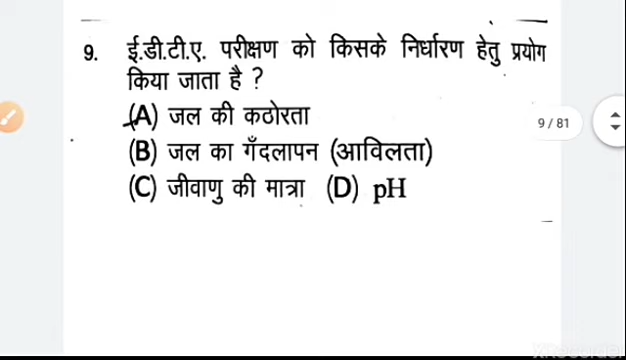 9. ई.डी.टी.ए. परीक्षण को किसके निर्धारण हेतु प्रयोग
किया जाता है ?
(A) जल की कठोरता
9 / 81
(B) जल का गँदलापन (आविलता)
(C) जीवाणु की मात्रा (D) pH